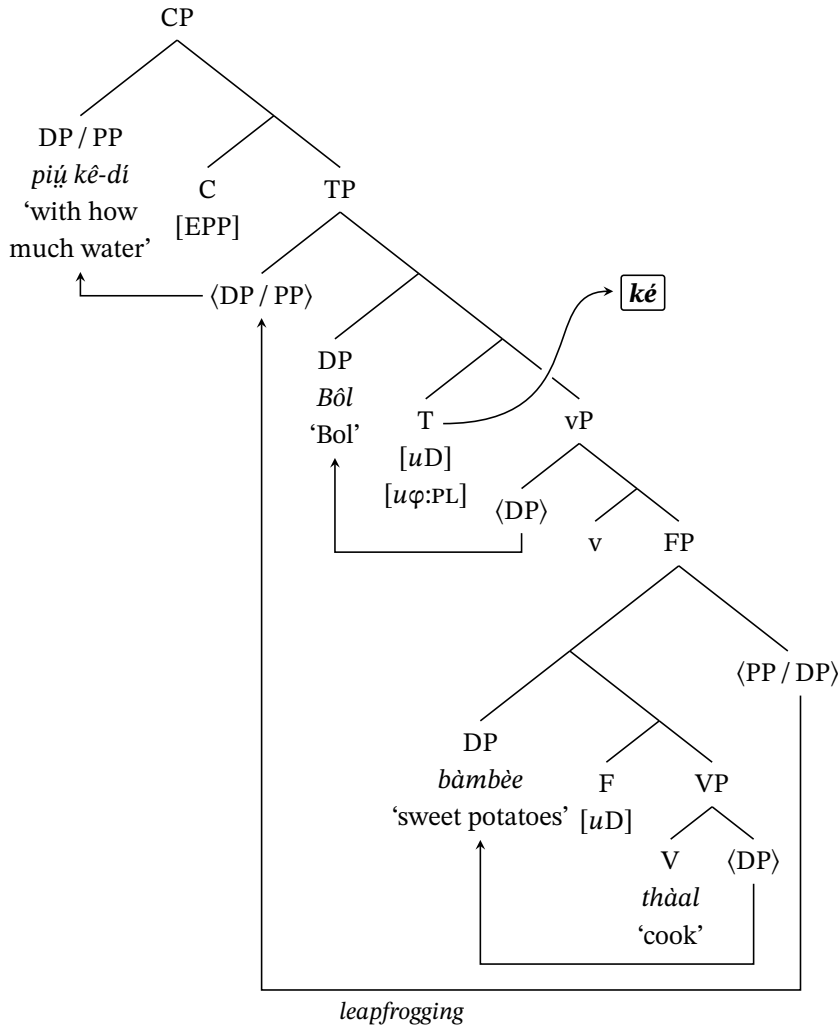 CP
DP / PP
piṳ́ kê-dí
‘with how
much water’
C
[EPP]
TP
⟨DP / PP⟩
ké
DP
Bôl
‘Bol’
T
[uD]
[uφ:PL]
vP
⟨DP⟩
v
FP
⟨PP / DP⟩
DP
bàmbèe
‘sweet potatoes’
F
[uD]
VP
V
thàal
‘cook’
⟨DP⟩
leapfrogging